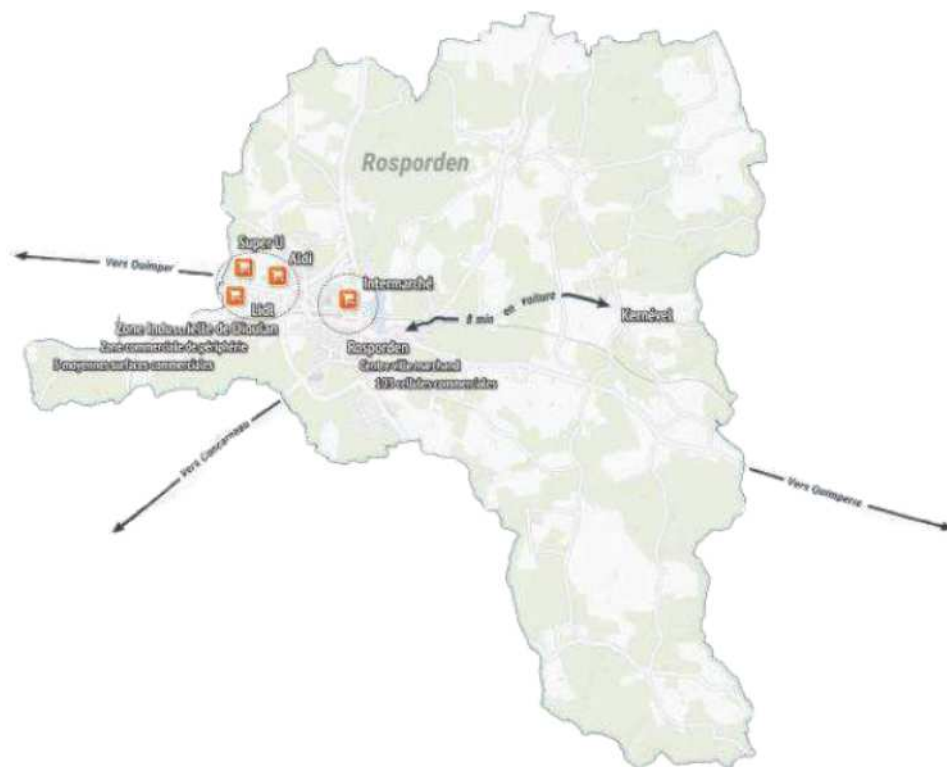 Rosporden
Super U
Aldi
Vers Quimper
Intermarché
Lidl
8 min en voiture
Kernével
Zone Industrielle de Dioulan
Zone commerciale de périphérie
moyennes surfaces commerciales
Rosporden
Centre ville marchand
cellules commerciales
Vers Concarneau
Vers Quimperlé